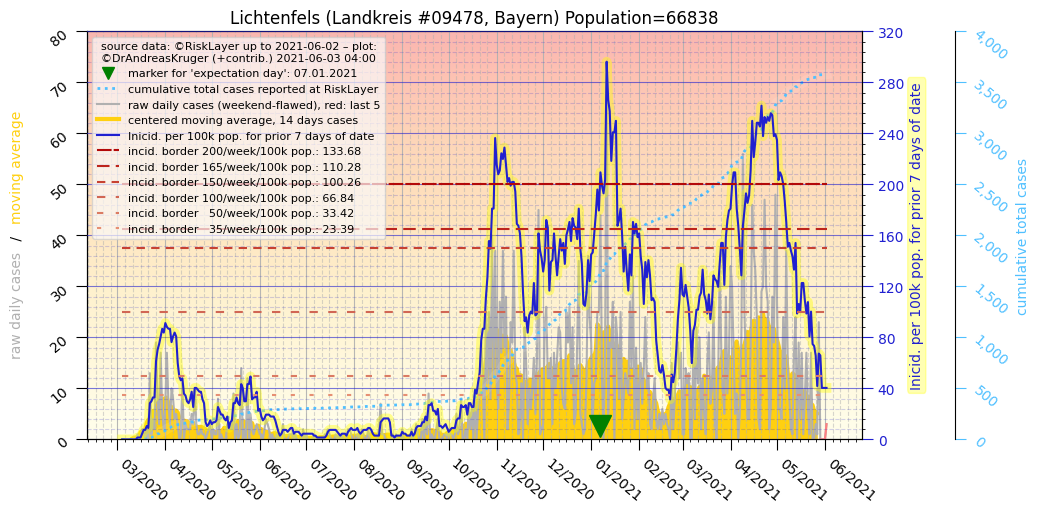 Lichtenfels (Landkreis #09478, Bayern) Population=66838
source data: ©RiskLayer up to 2021-06-02 – plot:
©DrAndreasKruger (+contrib.) 2021-06-03 04:00
marker for 'expectation day': 07.01.2021
cumulative total cases reported at RiskLayer
raw daily cases (weekend-flawed), red: last 5
centered moving average, 14 days cases
Inicid. per 100k pop. for prior 7 days of date
incid. border 200/week/100k pop.: 133.68
incid. border 165/week/100k pop.: 110.28
incid. border 150/week/100k pop.: 100.26
incid. border 100/week/100k pop.: 66.84
incid. border   50/week/100k pop.: 33.42
incid. border   35/week/100k pop.: 23.39
raw daily cases / moving average
80
70
60
50
40
30
20
10
0
03/2020
04/2020
05/2020
06/2020
07/2020
08/2020
09/2020
10/2020
11/2020
12/2020
01/2021
02/2021
03/2021
04/2021
05/2021
06/2021
320
280
240
200
160
120
80
40
0
Inicid. per 100k pop. for prior 7 days of date
4,000
3,500
3,000
2,500
2,000
1,500
1,000
500
0
cumulative total cases